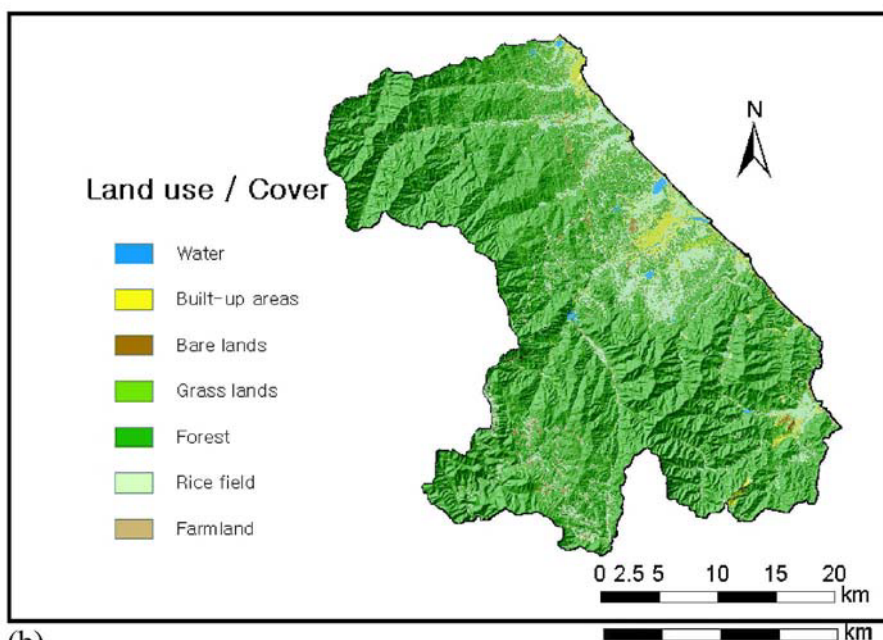 N
Land use / Cover
Water
Built-up areas
Bare lands
Grass lands
Forest
Rice field
Farmland
0 2.5 5 10 15 20
km
km
(b)